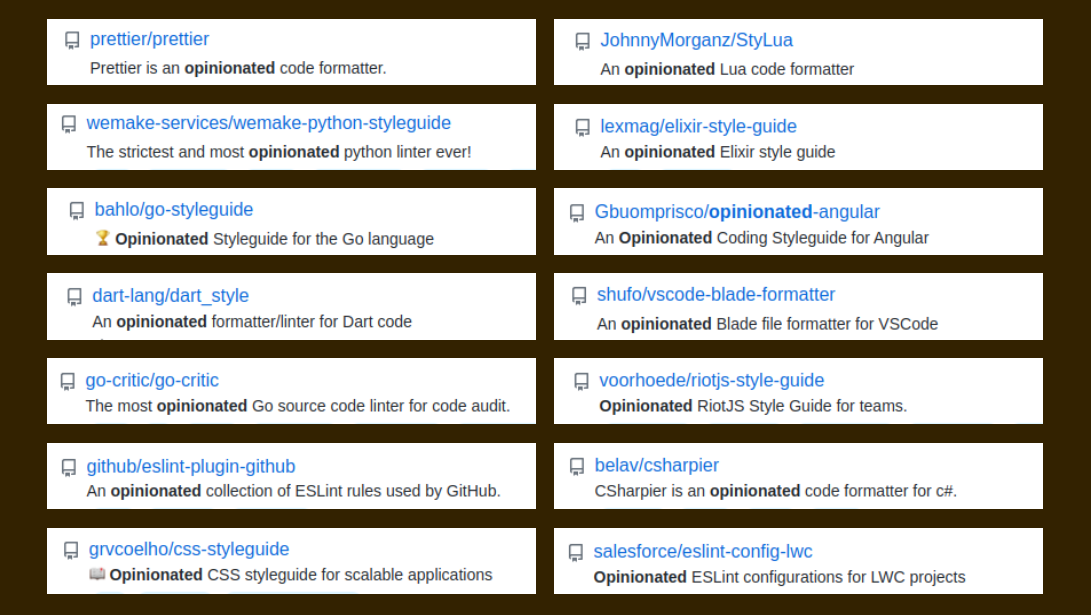 prettier/prettier
Prettier is an opinionated code formatter.
JohnnyMorganz/StyLua
An opinionated Lua code formatter
wemake-services/wemake-python-styleguide
The strictest and most opinionated python linter ever!
lexmag/elixir-style-guide
An opinionated Elixir style guide
bahlo/go-styleguide
🏆 Opinionated Styleguide for the Go language
Gbuomprisco/opinionated-angular
An Opinionated Coding Styleguide for Angular
dart-lang/dart_style
An opinionated formatter/linter for Dart code
shufo/vscode-blade-formatter
An opinionated Blade file formatter for VSCode
go-critic/go-critic
The most opinionated Go source code linter for code audit.
voorhoede/riotjs-style-guide
Opinionated RiotJS Style Guide for teams.
github/eslint-plugin-github
An opinionated collection of ESLint rules used by GitHub.
belav/csharpier
CSharpier is an opinionated code formatter for c#.
grvcoelho/css-styleguide
📖 Opinionated CSS styleguide for scalable applications
salesforce/eslint-config-lwc
Opinionated ESLint configurations for LWC projects